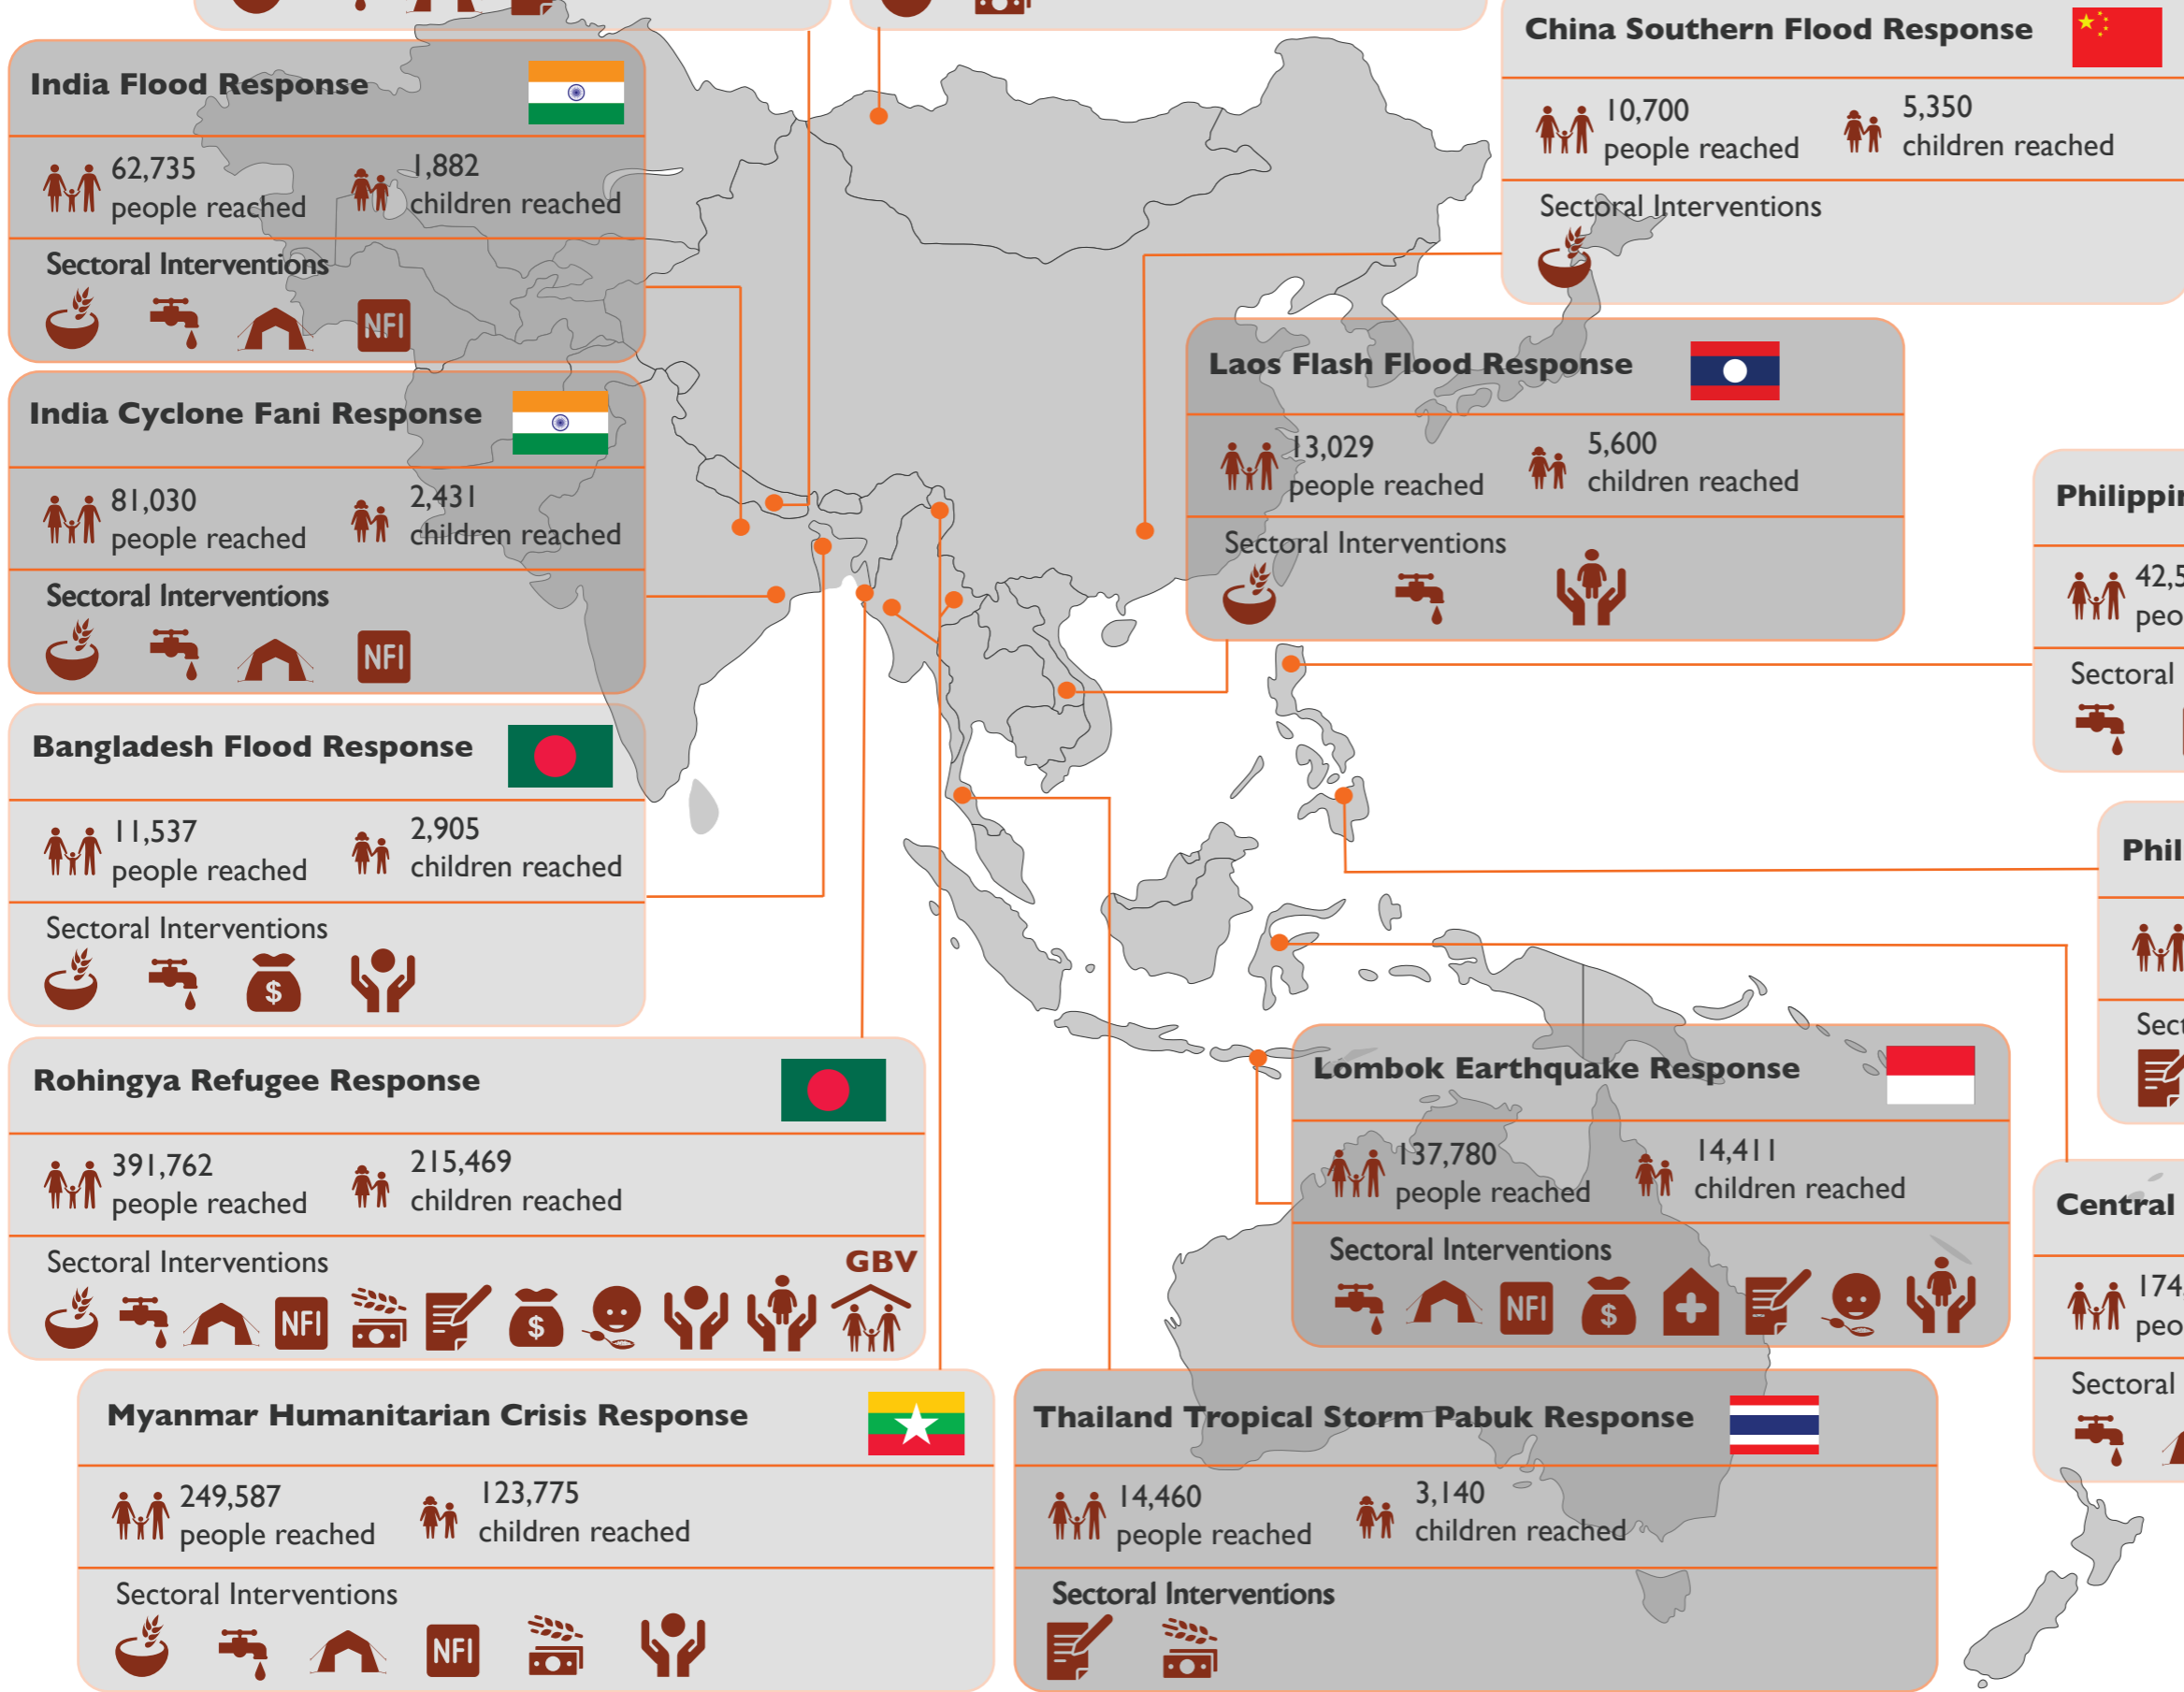 China Southern Flood Response
10,700
people reached
5,350
children reached
Sectoral Interventions
India Flood Response
62,735
people reached
1,882
children reached
Sectoral Interventions
NFI
Laos Flash Flood Response
13,029
people reached
5,600
children reached
Sectoral Interventions
India Cyclone Fani Response
81,030
people reached
2,431
children reached
Sectoral Interventions
NFI
Philippin
42,5
peo
Sectoral
Bangladesh Flood Response
11,537
people reached
2,905
children reached
Sectoral Interventions
$
Phil
Sect
Rohingya Refugee Response
391,762
people reached
215,469
children reached
Sectoral Interventions
GBV
NFI
$
Lombok Earthquake Response
137,780
people reached
14,411
children reached
Sectoral Interventions
NFI
$
Central
174
peo
Sectoral
Myanmar Humanitarian Crisis Response
249,587
people reached
123,775
children reached
Sectoral Interventions
NFI
Thailand Tropical Storm Pabuk Response
14,460
people reached
3,140
children reached
Sectoral Interventions